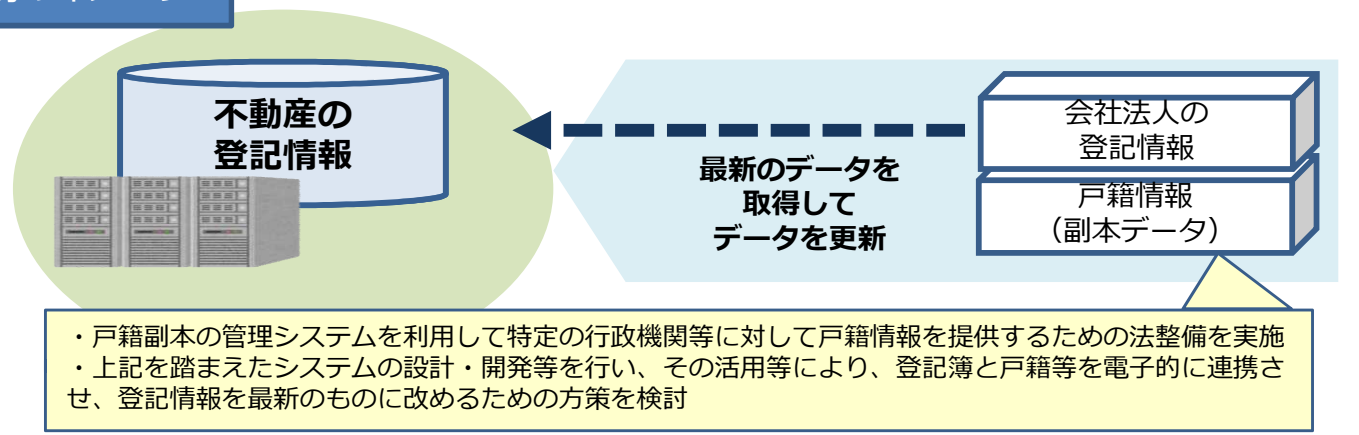 不動産の
登記情報
会社法人の
登記情報
最新のデータを
取得して
データを更新
戸籍情報
（副本データ）
・戸籍副本の管理システムを利用して特定の行政機関等に対して戸籍情報を提供するための法整備を実施
・上記を踏まえたシステムの設計・開発等を行い、その活用等により、登記簿と戸籍等を電子的に連携さ
せ、登記情報を最新のものに改めるための方策を検討